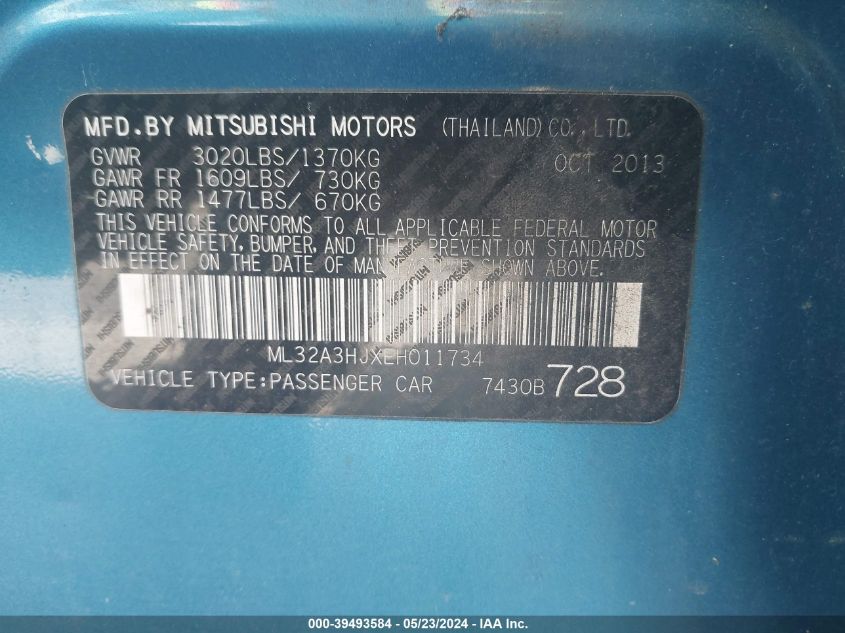 MFD.BY MITSUBISHI MOTORS (THAILAND) CO., LTD.
GVWR 3020LBS/1370KG OCT 2013
GAWR FR 1609LBS/ 730KG
GAWR RR 1477LBS/ 670KG
THIS VEHICLE CONFORMS TO ALL APPLICABLE FEDERAL MOTOR
VEHICLE SAFETY, BUMPER, AND THEFT PREVENTION STANDARDS
IN EFFECT ON THE DATE OF MANUFACTURE SHOWN ABOVE.
ML32A3HJXEH011734
VEHICLE TYPE:PASSENGER CAR 7430B 728
000-39493584 - 05/23/2024 - IAA Inc.